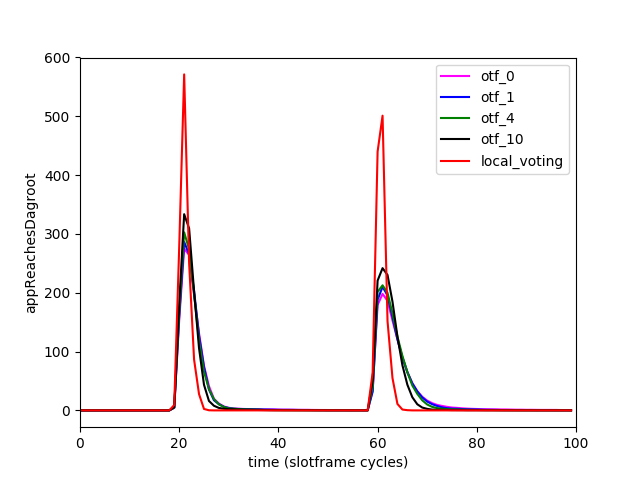 600
500
400
300
200
100
0
appReachesDagroot
otf_0
otf_1
otf_4
otf_10
local_voting
0 20 40 60 80 100
time (slotframe cycles)